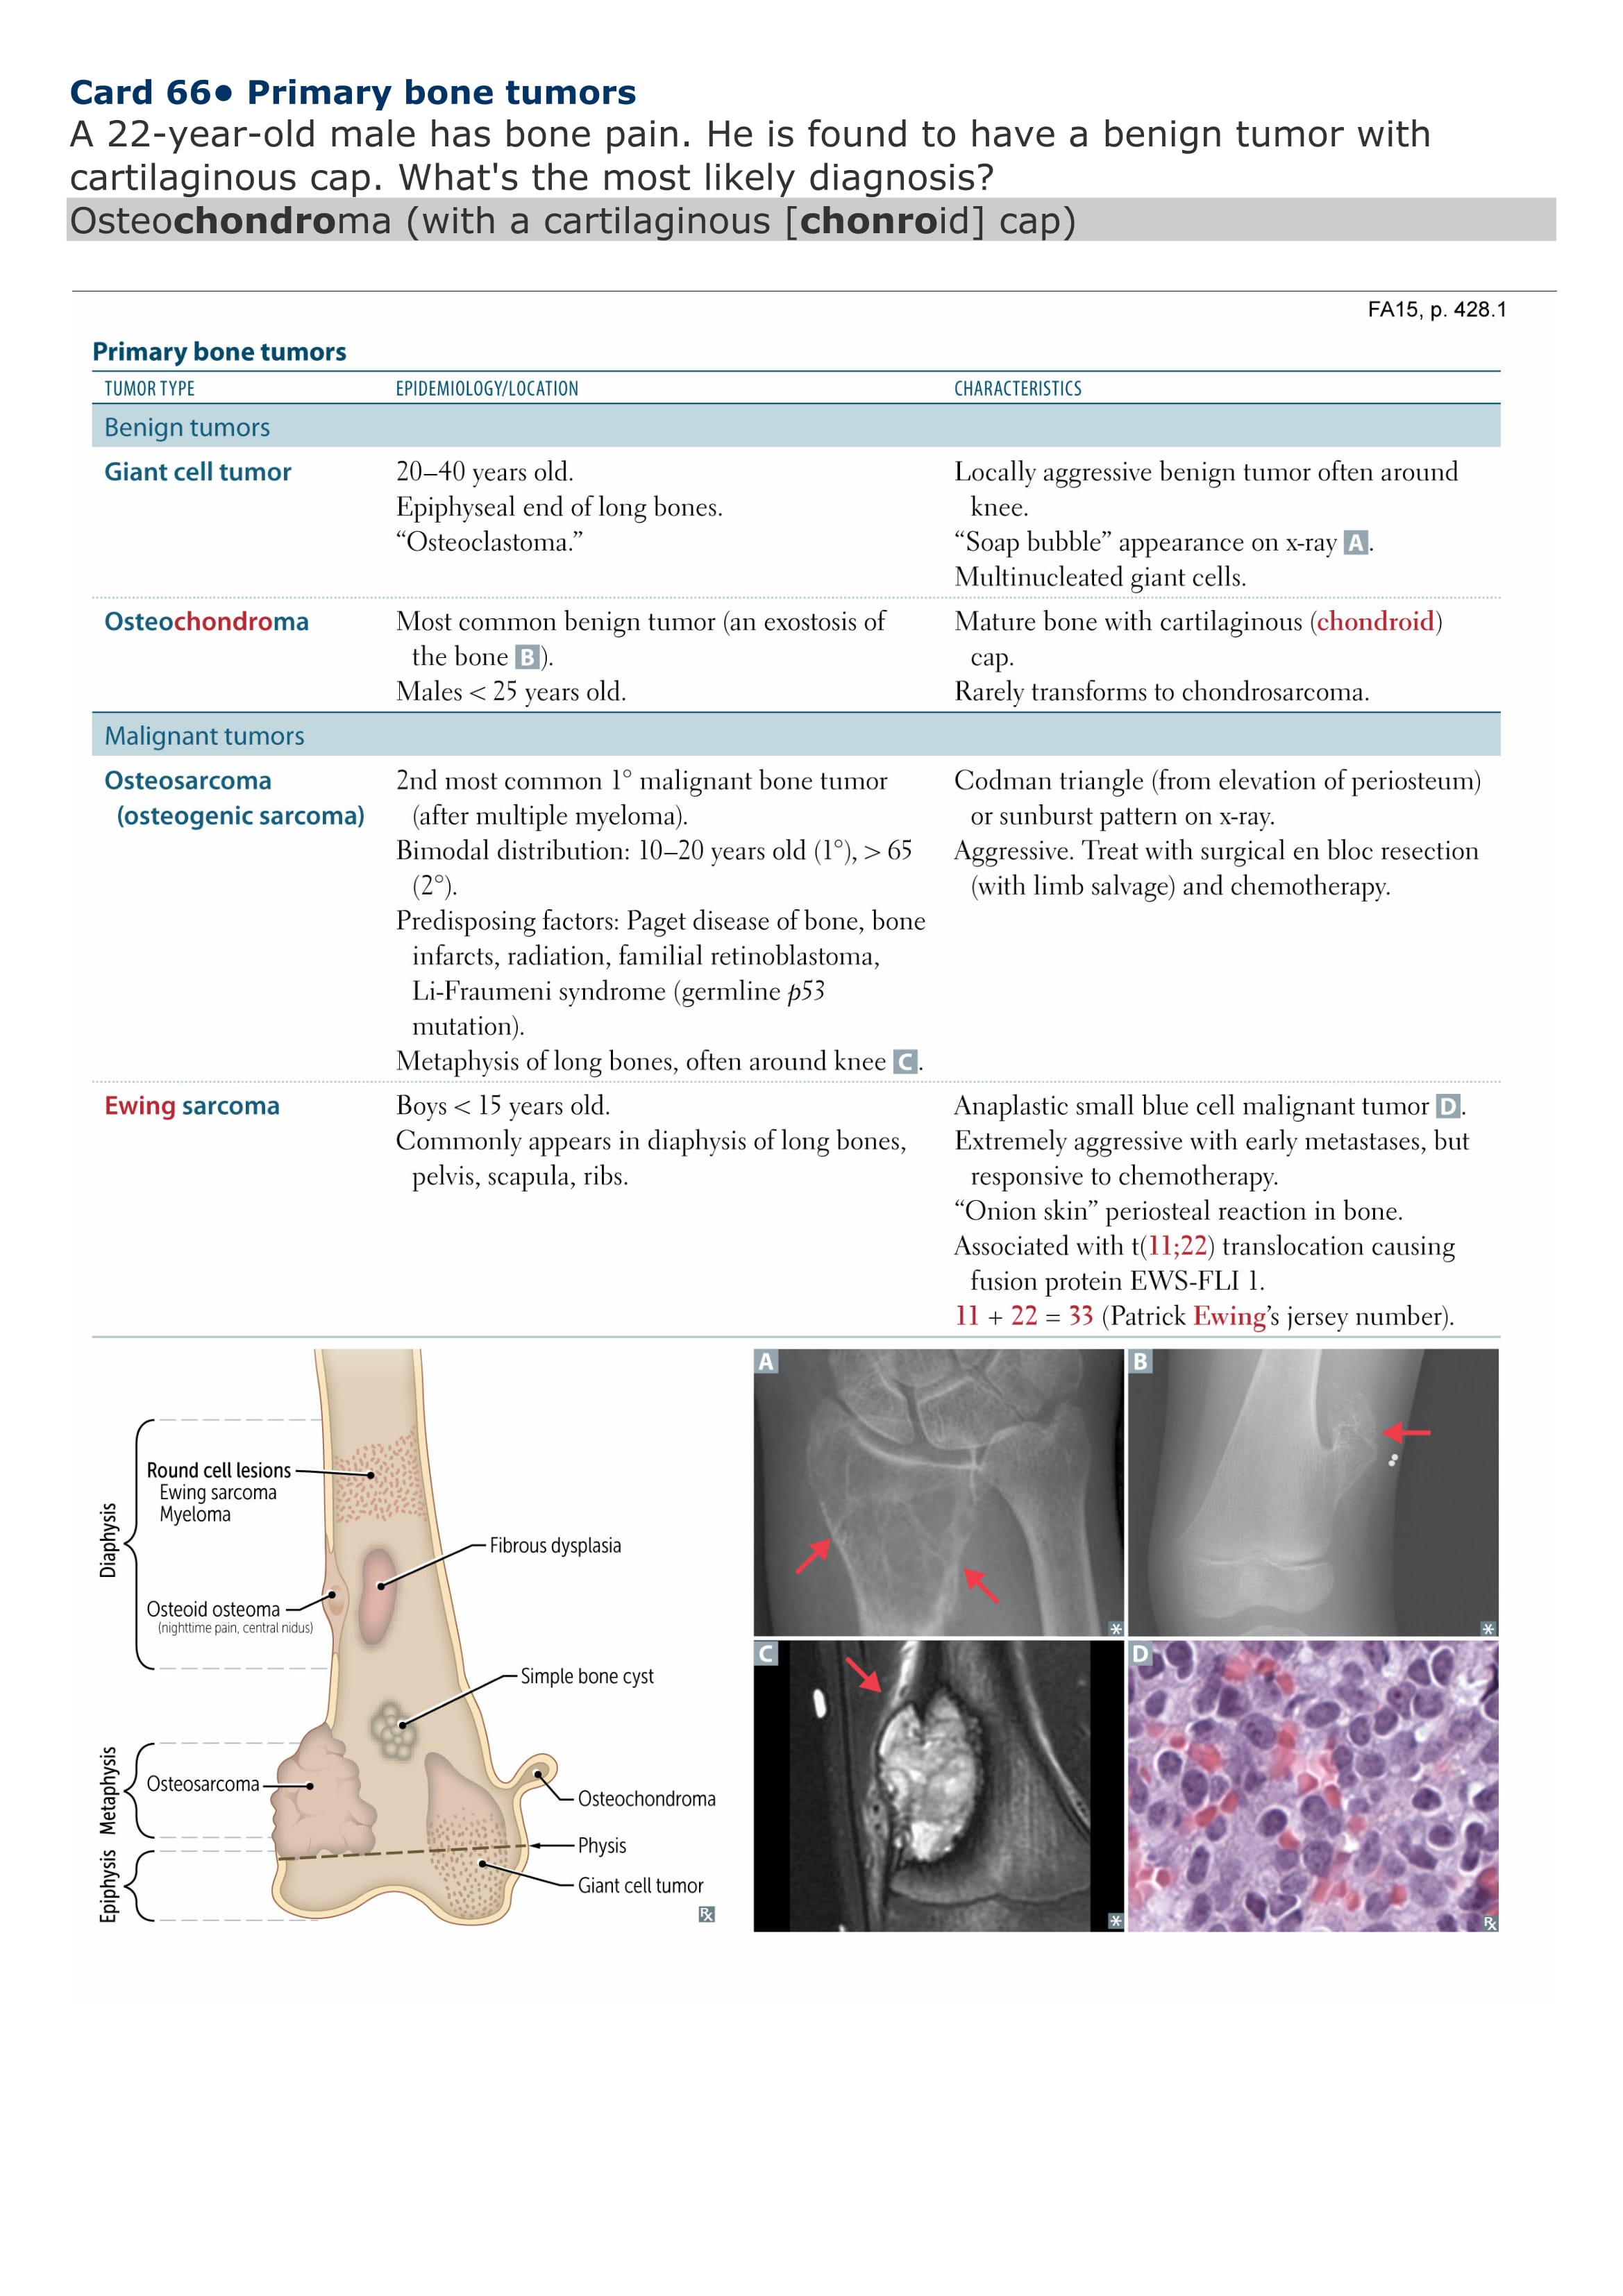 Card 66● Primary bone tumors
A 22-year-old male has bone pain. He is found to have a benign tumor with
cartilaginous cap. What's the most likely diagnosis?
Osteochondroma (with a cartilaginous [chonroid] cap)
FA15, p. 428.1
Primary bone tumors
TUMOR TYPE EPIDEMIOLOGY/LOCATION CHARACTERISTICS
Benign tumors
Giant cell tumor
20–40 years old.
Epiphyseal end of long bones.
“Osteoclastoma.”
Locally aggressive benign tumor often around
knee.
“Soap bubble” appearance on x-ray A.
Multinucleated giant cells.
Osteochondroma
Most common benign tumor (an exostosis of
the bone B).
Males < 25 years old.
Mature bone with cartilaginous (chondroid)
cap.
Rarely transforms to chondrosarcoma.
Malignant tumors
Osteosarcoma
(osteogenic sarcoma)
2nd most common 1° malignant bone tumor
(after multiple myeloma).
Bimodal distribution: 10–20 years old (1°), > 65
(2°).
Predisposing factors: Paget disease of bone, bone
infarcts, radiation, familial retinoblastoma,
Li-Fraumeni syndrome (germline p53
mutation).
Metaphysis of long bones, often around knee C.
Codman triangle (from elevation of periosteum)
or sunburst pattern on x-ray.
Aggressive. Treat with surgical en bloc resection
(with limb salvage) and chemotherapy.
Ewing sarcoma
Boys < 15 years old.
Commonly appears in diaphysis of long bones,
pelvis, scapula, ribs.
Anaplastic small blue cell malignant tumor D.
Extremely aggressive with early metastases, but
responsive to chemotherapy.
“Onion skin” periosteal reaction in bone.
Associated with t(11;22) translocation causing
fusion protein EWS-FLI 1.
11 + 22 = 33 (Patrick Ewing’s jersey number).
Diaphysis
Round cell lesions
Ewing sarcoma
Myeloma
Fibrous dysplasia
Osteoid osteoma
(nighttime pain, central nidus)
Simple bone cyst
Metaphysis
Osteosarcoma
Osteochondroma
Physis
Epiphysis
Giant cell tumor
Rx
A
*
B
*
C
*
D
Rx